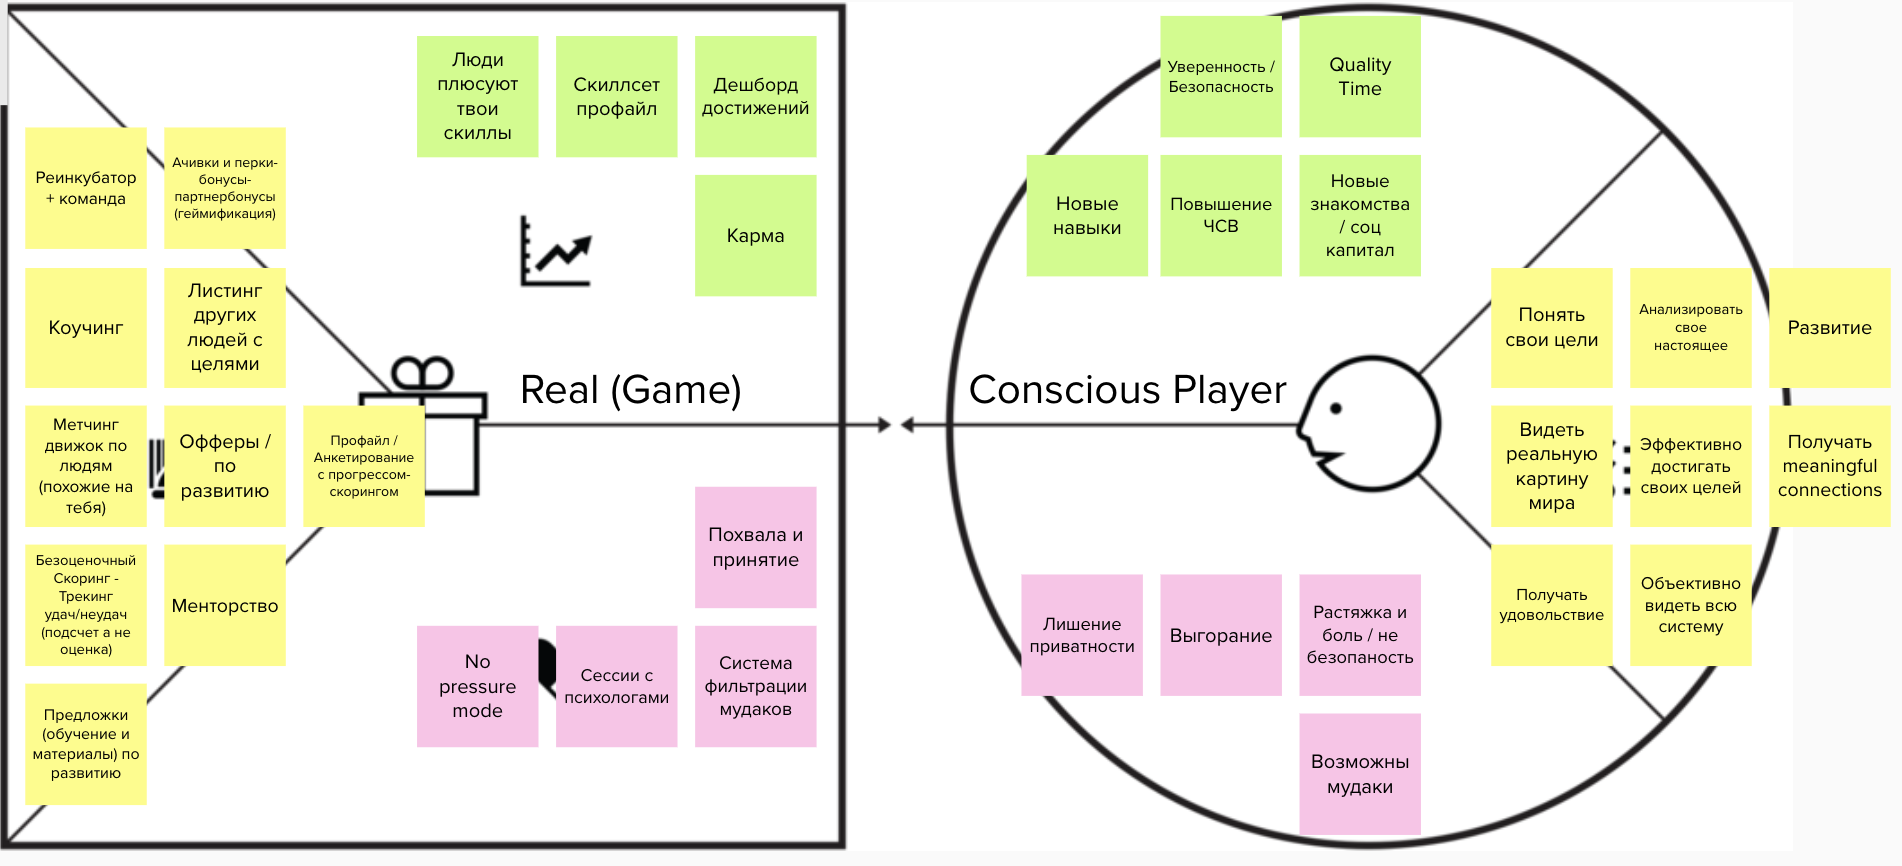 Люди
плюсуют
твои
скиллы
Скиллсет
профайл
Дешборд
достижений
Карма
Реинкубатор
+ команда
Ачивки и перки-
бонусы-
партнербонусы
(геймификация)
Коучинг
Листинг
других
людей с
целями
Метчинг
движок по
людям
(похожие на
тебя)
Офферы /
по
развитию
Профайл /
Анкетирование
с прогрессом-
скорингом
Безоценочный
Скоринг -
Трекинг
удач/неудач
(подсчет а не
оценка)
Менторство
Предложки
(обучение и
материалы) по
развитию
Real (Game)
Похвала и
принятие
No
pressure
mode
Сессии с
психологами
Система
фильтрации
мудаков
Уверенность /
Безопасность
Quality
Time
Новые
навыки
Повышение
ЧСВ
Новые
знакомства
/ соц
капитал
Conscious Player
Понять
свои цели
Анализировать
свое
настоящее
Развитие
Видеть
реальную
картину
мира
Эффективно
достигать
своих целей
Получать
meaningful
connections
Получать
удовольствие
Объективно
видеть всю
систему
Лишение
приватности
Выгорание
Растяжка и
боль / не
безопаность
Возможны
мудаки